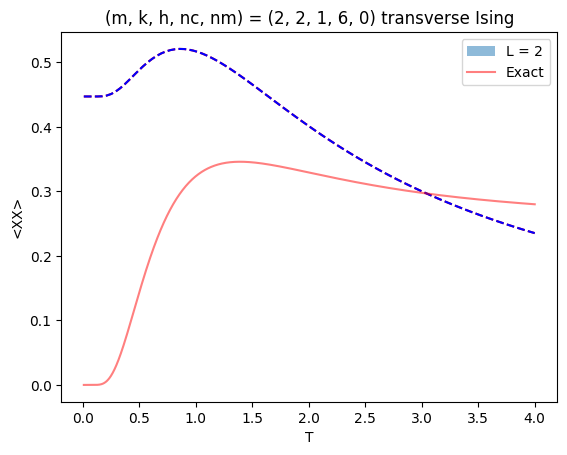 (m, k, h, nc, nm) = (2, 2, 1, 6, 0) transverse Ising
L = 2
Exact
<XX>
0.5
0.4
0.3
0.2
0.1
0.0
0.0 0.5 1.0 1.5 2.0 2.5 3.0 3.5 4.0
T